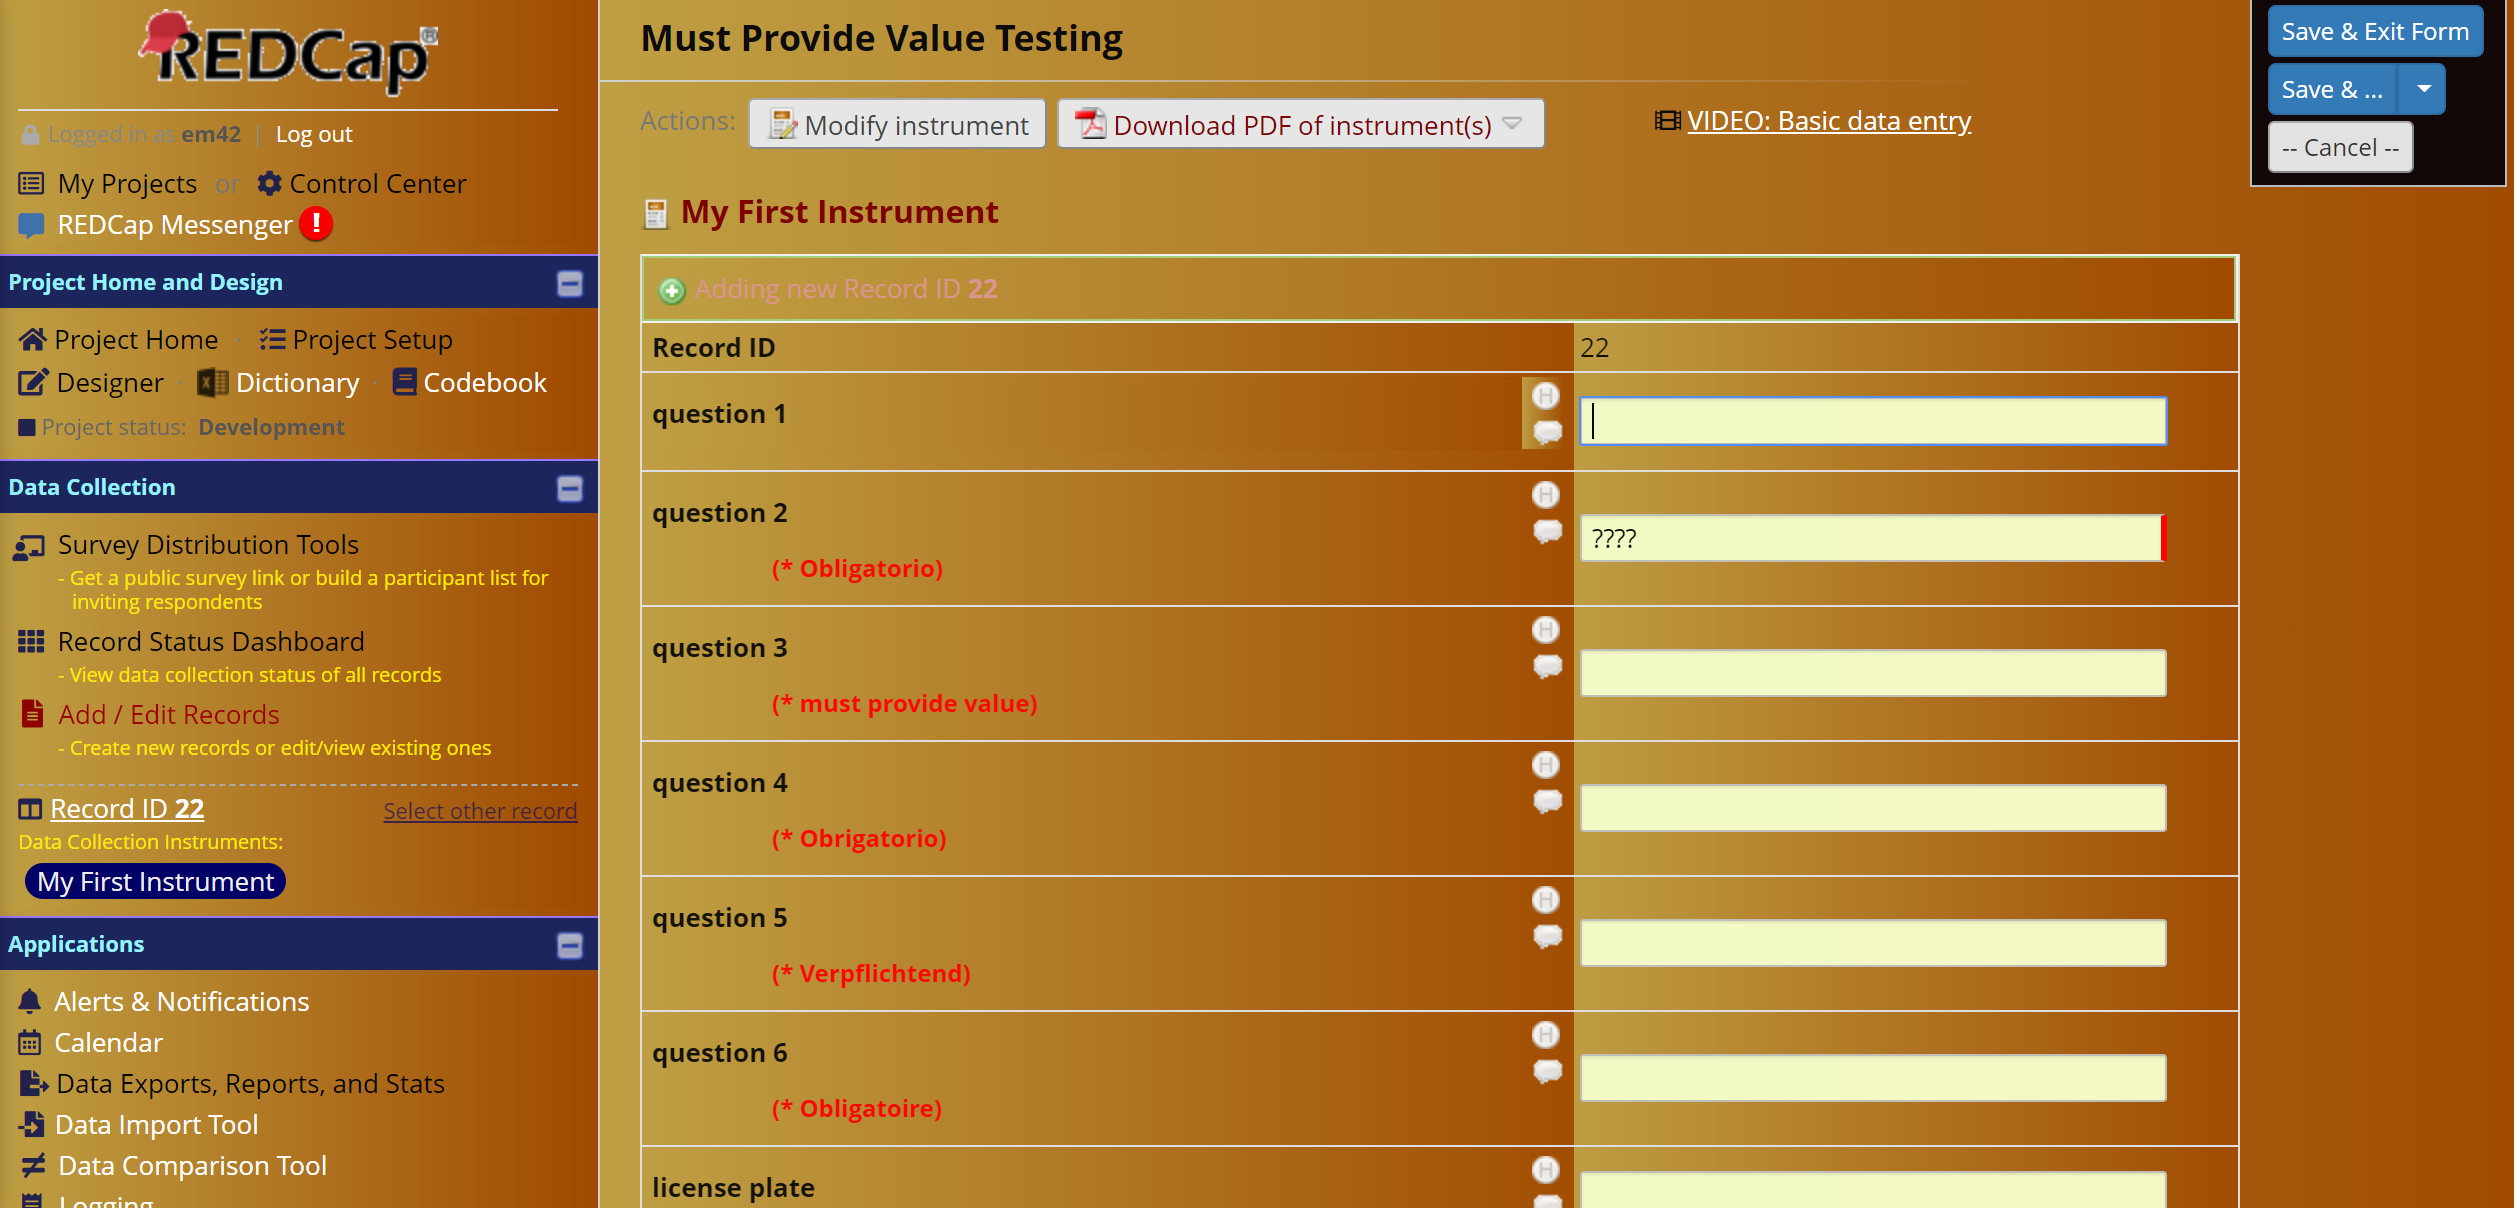 REDCap®
Logged in as em42 | Log out
My Projects or Control Center
REDCap Messenger !
Project Home and Design
Project Home · Project Setup
Designer · Dictionary · Codebook
Project status: Development
Data Collection
Survey Distribution Tools
- Get a public survey link or build a participant list for
inviting respondents
Record Status Dashboard
- View data collection status of all records
Add / Edit Records
- Create new records or edit/view existing ones
Record ID 22 Select other record
Data Collection Instruments:
My First Instrument
Applications
Alerts & Notifications
Calendar
Data Exports, Reports, and Stats
Data Import Tool
Data Comparison Tool
Logging
Must Provide Value Testing
Actions: Modify instrument Download PDF of instrument(s) VIDEO: Basic data entry
My First Instrument
Adding new Record ID 22
Record ID 22
question 1 H
question 2 H
????
(* Obligatorio)
question 3 H
(* must provide value)
question 4 H
(* Obrigatorio)
question 5 H
(* Verpflichtend)
question 6 H
(* Obligatoire)
license plate H
Save & Exit Form
Save & ...
-- Cancel --